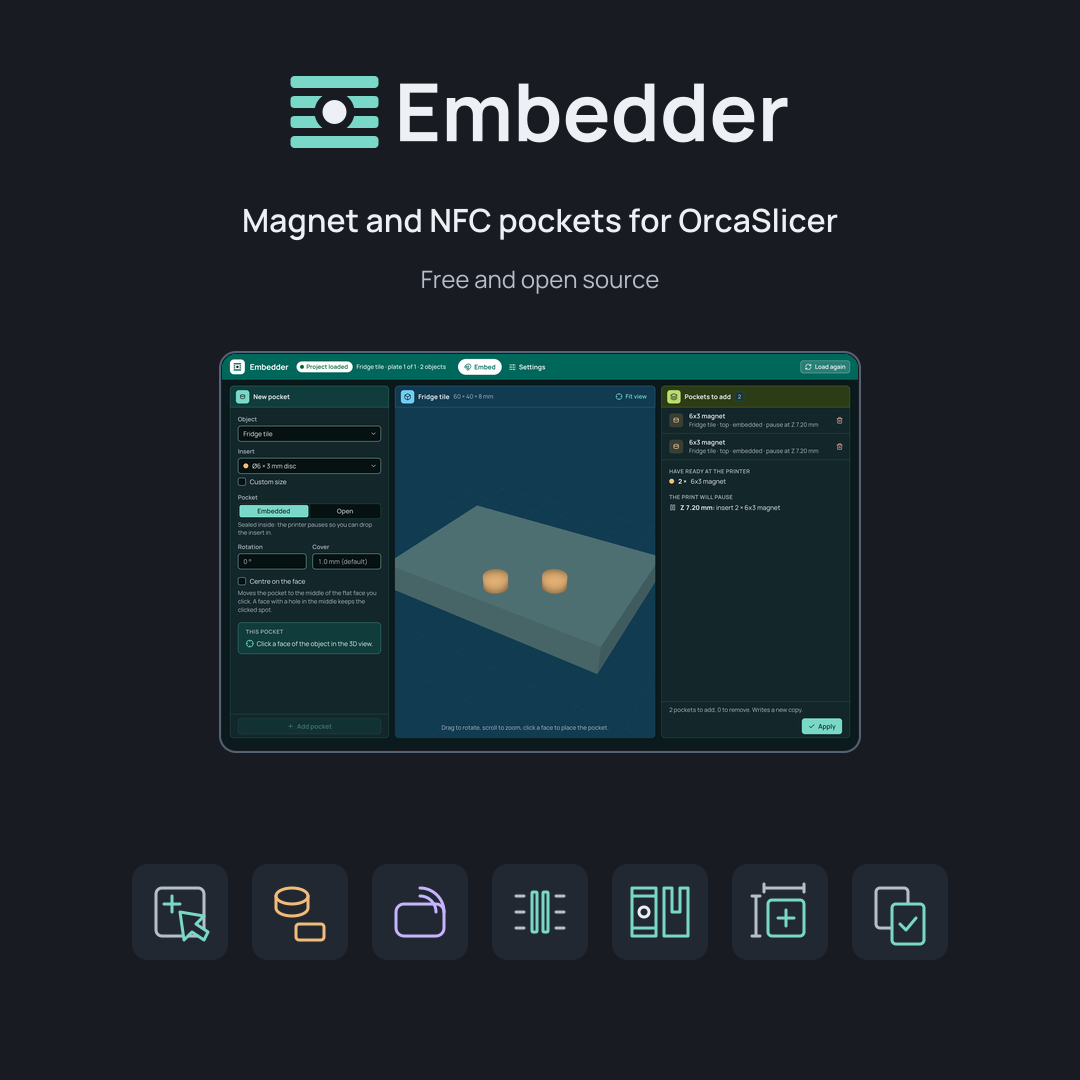 Embedder
Magnet and NFC pockets for OrcaSlicer
Free and open source
Embedder
Project loaded
Fridge tile · plate 1 of 1 · 2 objects
Embed
Settings
Load again
New pocket
Object
Fridge tile
Insert
Ø6 × 3 mm disc
Custom size
Pocket
Embedded
Open
Sealed inside: the printer pauses so you can drop
the insert in.
Rotation
Cover
0 °
1.0 mm (default)
Centre on the face
Moves the pocket to the middle of the flat face you
click. A face with a hole in the middle keeps the
clicked spot.
THIS POCKET
Click a face of the object in the 3D view.
+ Add pocket
Fridge tile 60 × 40 × 8 mm
Fit view
Drag to rotate, scroll to zoom, click a face to place the pocket
Pockets to add 2
6x3 magnet
Fridge tile · top · embedded · pause at Z 7.20 mm
6x3 magnet
Fridge tile · top · embedded · pause at Z 7.20 mm
HAVE READY AT THE PRINTER
2 × 6x3 magnet
THE PRINT WILL PAUSE
Z 7.20 mm: insert 2 × 6x3 magnet
2 pockets to add, 0 to remove. Writes a new copy.
Apply